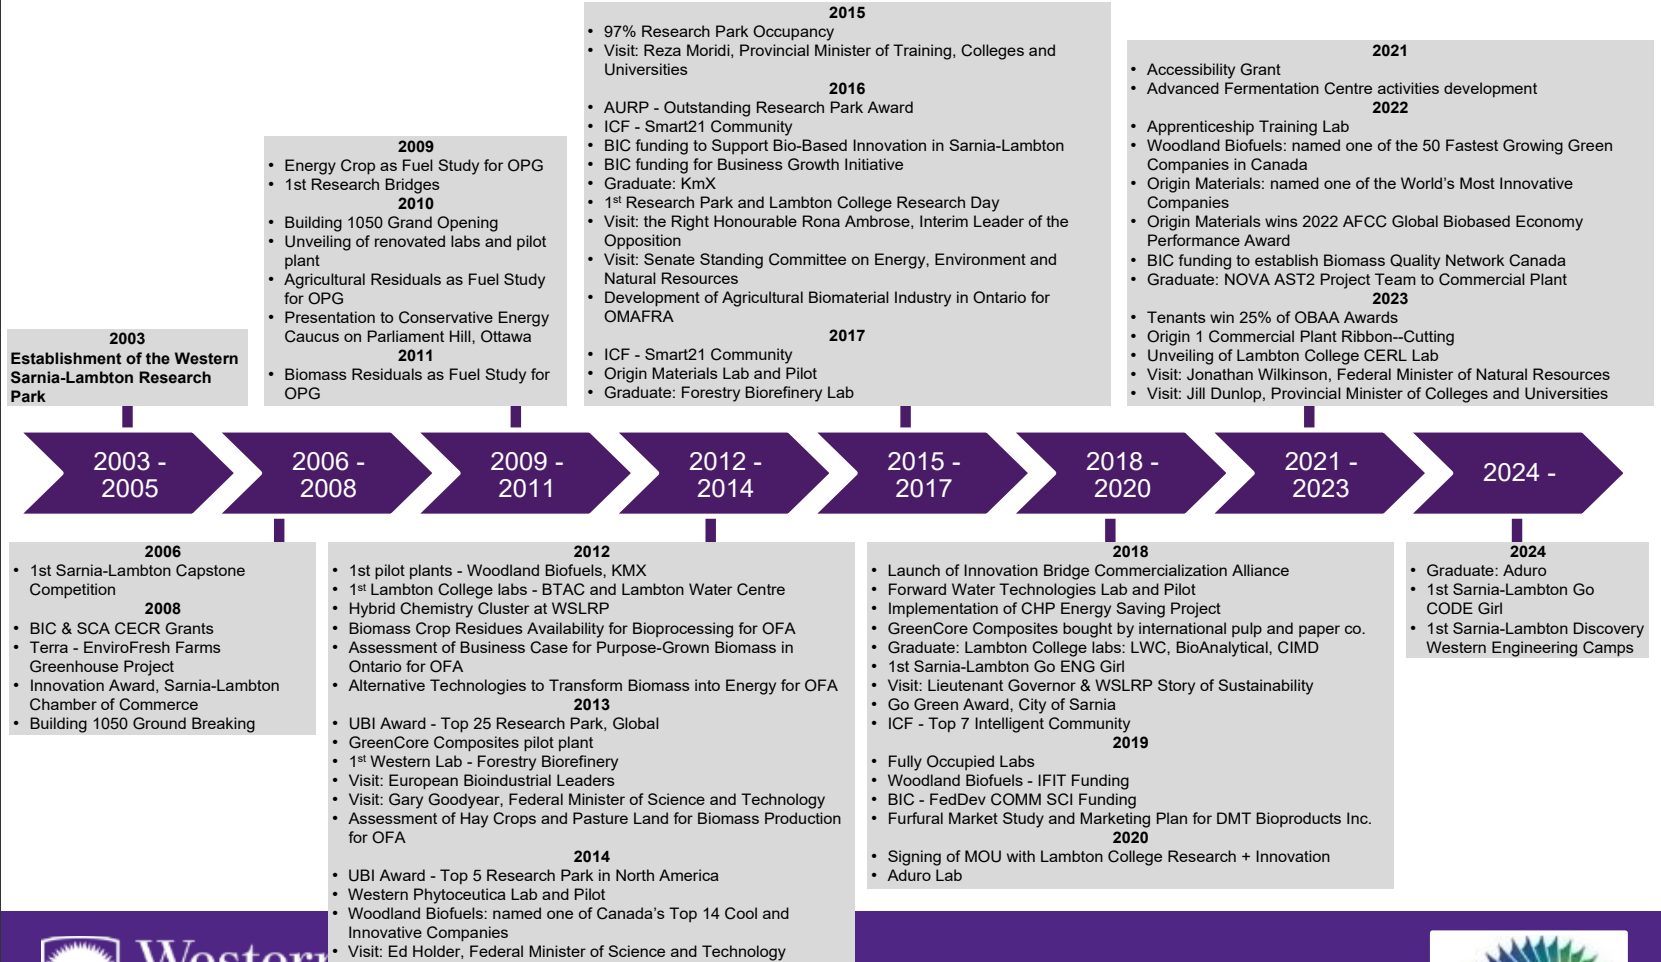 2003
Establishment of the Western
Sarnia-Lambton Research
Park
2009
• Energy Crop as Fuel Study for OPG
• 1st Research Bridges
2010
• Building 1050 Grand Opening
• Unveiling of renovated labs and pilot
plant
• Agricultural Residuals as Fuel Study
for OPG
• Presentation to Conservative Energy
Caucus on Parliament Hill, Ottawa
2011
• Biomass Residuals as Fuel Study for
OPG
2015
• 97% Research Park Occupancy
• Visit: Reza Moridi, Provincial Minister of Training, Colleges and
Universities
2016
• AURP - Outstanding Research Park Award
• ICF - Smart21 Community
• BIC funding to Support Bio-Based Innovation in Sarnia-Lambton
• BIC funding for Business Growth Initiative
• Graduate: KmX
• 1st Research Park and Lambton College Research Day
• Visit: the Right Honourable Rona Ambrose, Interim Leader of the
Opposition
• Visit: Senate Standing Committee on Energy, Environment and
Natural Resources
• Development of Agricultural Biomaterial Industry in Ontario for
OMAFRA
2017
• ICF - Smart21 Community
• Origin Materials Lab and Pilot
• Graduate: Forestry Biorefinery Lab
2021
• Accessibility Grant
• Advanced Fermentation Centre activities development
2022
• Apprenticeship Training Lab
• Woodland Biofuels: named one of the 50 Fastest Growing Green
Companies in Canada
• Origin Materials: named one of the World's Most Innovative
Companies
• Origin Materials wins 2022 AFCC Global Biobased Economy
Performance Award
• BIC funding to establish Biomass Quality Network Canada
• Graduate: NOVA AST2 Project Team to Commercial Plant
2023
• Tenants win 25% of OBAA Awards
• Origin 1 Commercial Plant Ribbon--Cutting
• Unveiling of Lambton College CERL Lab
• Visit: Jonathan Wilkinson, Federal Minister of Natural Resources
• Visit: Jill Dunlop, Provincial Minister of Colleges and Universities
2003 -
2005
2006 -
2008
2009 -
2011
2012 -
2014
2015 -
2017
2018 -
2020
2021 -
2023
2024 -
2006
• 1st Sarnia-Lambton Capstone
Competition
2008
• BIC & SCA CECR Grants
• Terra - EnviroFresh Farms
Greenhouse Project
• Innovation Award, Sarnia-Lambton
Chamber of Commerce
• Building 1050 Ground Breaking
2012
• 1st pilot plants - Woodland Biofuels, KMX
• 1st Lambton College labs - BTAC and Lambton Water Centre
• Hybrid Chemistry Cluster at WSLRP
• Biomass Crop Residues Availability for Bioprocessing for OFA
• Assessment of Business Case for Purpose-Grown Biomass in
Ontario for OFA
• Alternative Technologies to Transform Biomass into Energy for OFA
2013
• UBI Award - Top 25 Research Park, Global
• GreenCore Composites pilot plant
• 1st Western Lab - Forestry Biorefinery
• Visit: European Bioindustrial Leaders
• Visit: Gary Goodyear, Federal Minister of Science and Technology
• Assessment of Hay Crops and Pasture Land for Biomass Production
for OFA
2014
• UBI Award - Top 5 Research Park in North America
• Western Phytoceutica Lab and Pilot
• Woodland Biofuels: named one of Canada's Top 14 Cool and
Innovative Companies
• Visit: Ed Holder, Federal Minister of Science and Technology
2018
• Launch of Innovation Bridge Commercialization Alliance
• Forward Water Technologies Lab and Pilot
• Implementation of CHP Energy Saving Project
• GreenCore Composites bought by international pulp and paper co.
• Graduate: Lambton College labs: LWC, BioAnalytical, CIMD
• 1st Sarnia-Lambton Go ENG Girl
• Visit: Lieutenant Governor & WSLRP Story of Sustainability
• Go Green Award, City of Sarnia
• ICF - Top 7 Intelligent Community
2019
• Fully Occupied Labs
• Woodland Biofuels - IFIT Funding
• BIC - FedDev COMM SCI Funding
• Furfural Market Study and Marketing Plan for DMT Bioproducts Inc.
2020
• Signing of MOU with Lambton College Research + Innovation
• Aduro Lab
2024
• Graduate: Aduro
• 1st Sarnia-Lambton Go
CODE Girl
• 1st Sarnia-Lambton Discovery
Western Engineering Camps